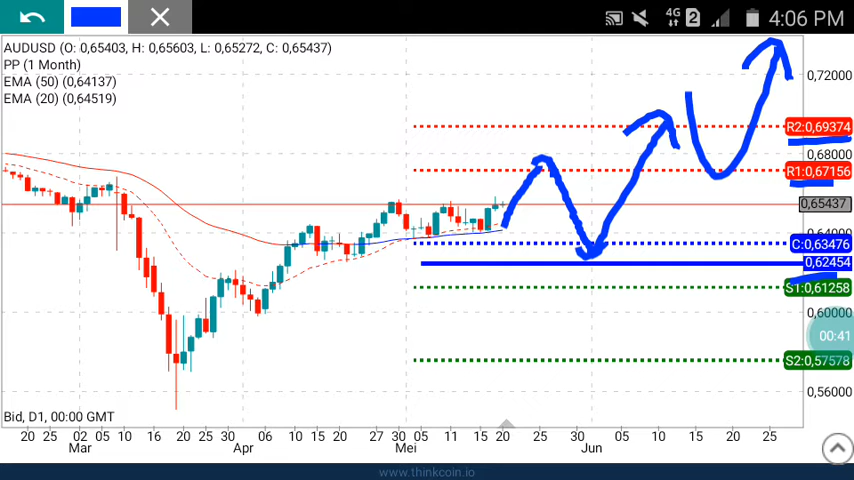 4G 2 4:06 PM
AUDUSD (O: 0,65403, H: 0,65603, L: 0,65272, C: 0,65437)
PP (1 Month)
EMA (50) (0,64137)
EMA (20) (0,64519)
0,72000
R2:0,69374
0,68000
R1:0,67156
0,65437
0,64000
C:0,63476
0,62454
S1:0,61258
0,60000
00:41
S2:0,57578
0,56000
Bid, D1, 00:00 GMT
20 25 02 05 10 15 20 25 30 06 10 15 20 27 30 05 11 15 20 25 30 05 10 15 20 25
Mar Apr Mei Jun
www.thinkcoin.io